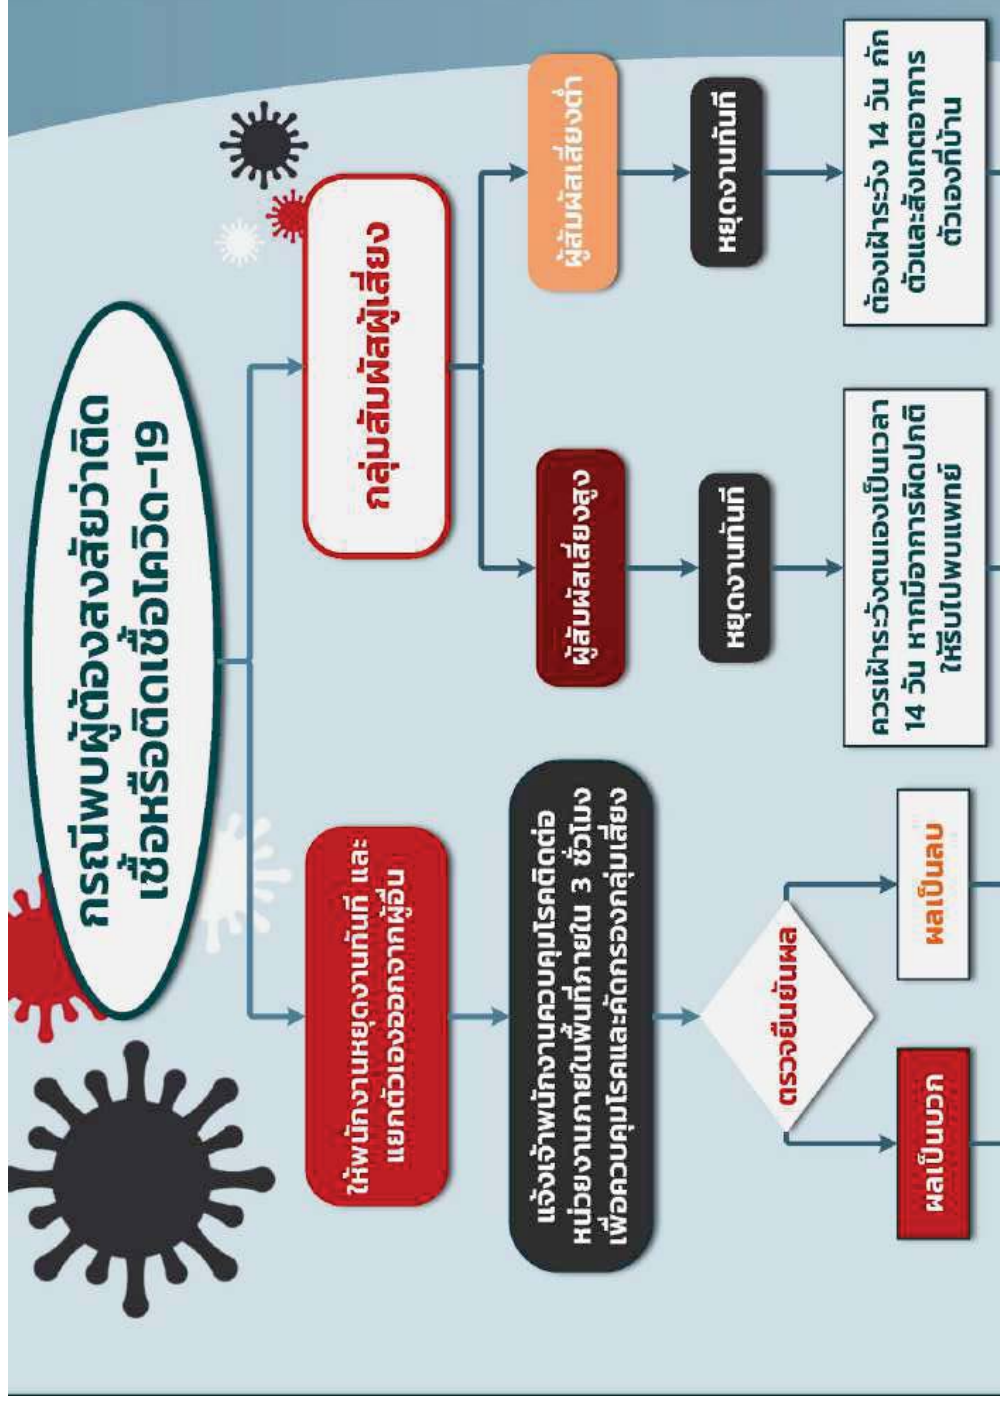 กรณีพบผู้ต้องสงสัยว่าติด
เชื้อหรือติดเชื้อโควิด-19
ให้พนักงานหยุดงานทันที และ
แยกตัวเองออกจากผู้อื่น
กลุ่มสัมผัสผู้เสี่ยง
แจ้งเจ้าพนักงานควบคุมโรคติดต่อ
หน่วยงานภายในพื้นที่ภายใน 3 ชั่วโมง
เพื่อควบคุมโรคและคัดกรองกลุ่มเสี่ยง
ผู้สัมผัสเสี่ยงสูง
ผู้สัมผัสเสี่ยงต่ำ
ตรวจยืนยันผล
หยุดงานทันที
หยุดงานทันที
ผลเป็นบวก
ผลเป็นลบ
ควรเฝ้าระวังตนเองเป็นเวลา
14 วัน หากมีอาการผิดปกติ
ให้รีบไปพบแพทย์
ต้องเฝ้าระวัง 14 วัน กัก
ตัวและสังเกตอาการ
ตัวเองที่บ้าน